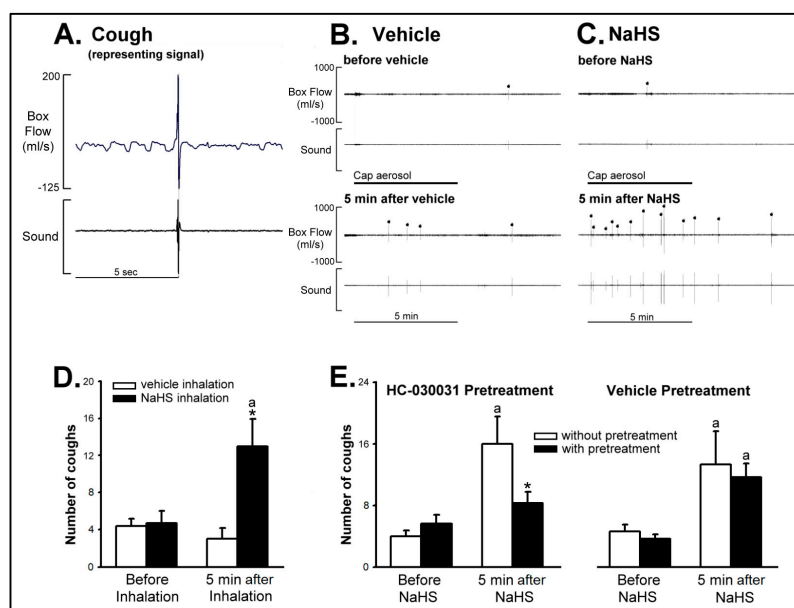 A. Cough
(representing signal)
200
Box
Flow
(ml/s)
-125
Sound
5 sec
B. Vehicle
before vehicle
1000
Box Flow
(ml/s)
-1000
Sound
Cap aerosol
5 min after vehicle
1000
Box Flow
(ml/s)
-1000
Sound
5 min
C. NaHS
before NaHS
Cap aerosol
5 min after NaHS
5 min
D.
vehicle inhalation
NaHS inhalation
Number of coughs
20
16
12
8
4
0
a
*
Before
Inhalation
5 min after
Inhalation
E.
HC-030031 Pretreatment
Number of coughs
24
16
8
0
a
*
Before
NaHS
5 min after
NaHS
without pretreatment
with pretreatment
Vehicle Pretreatment
a
a
Before
NaHS
5 min after
NaHS